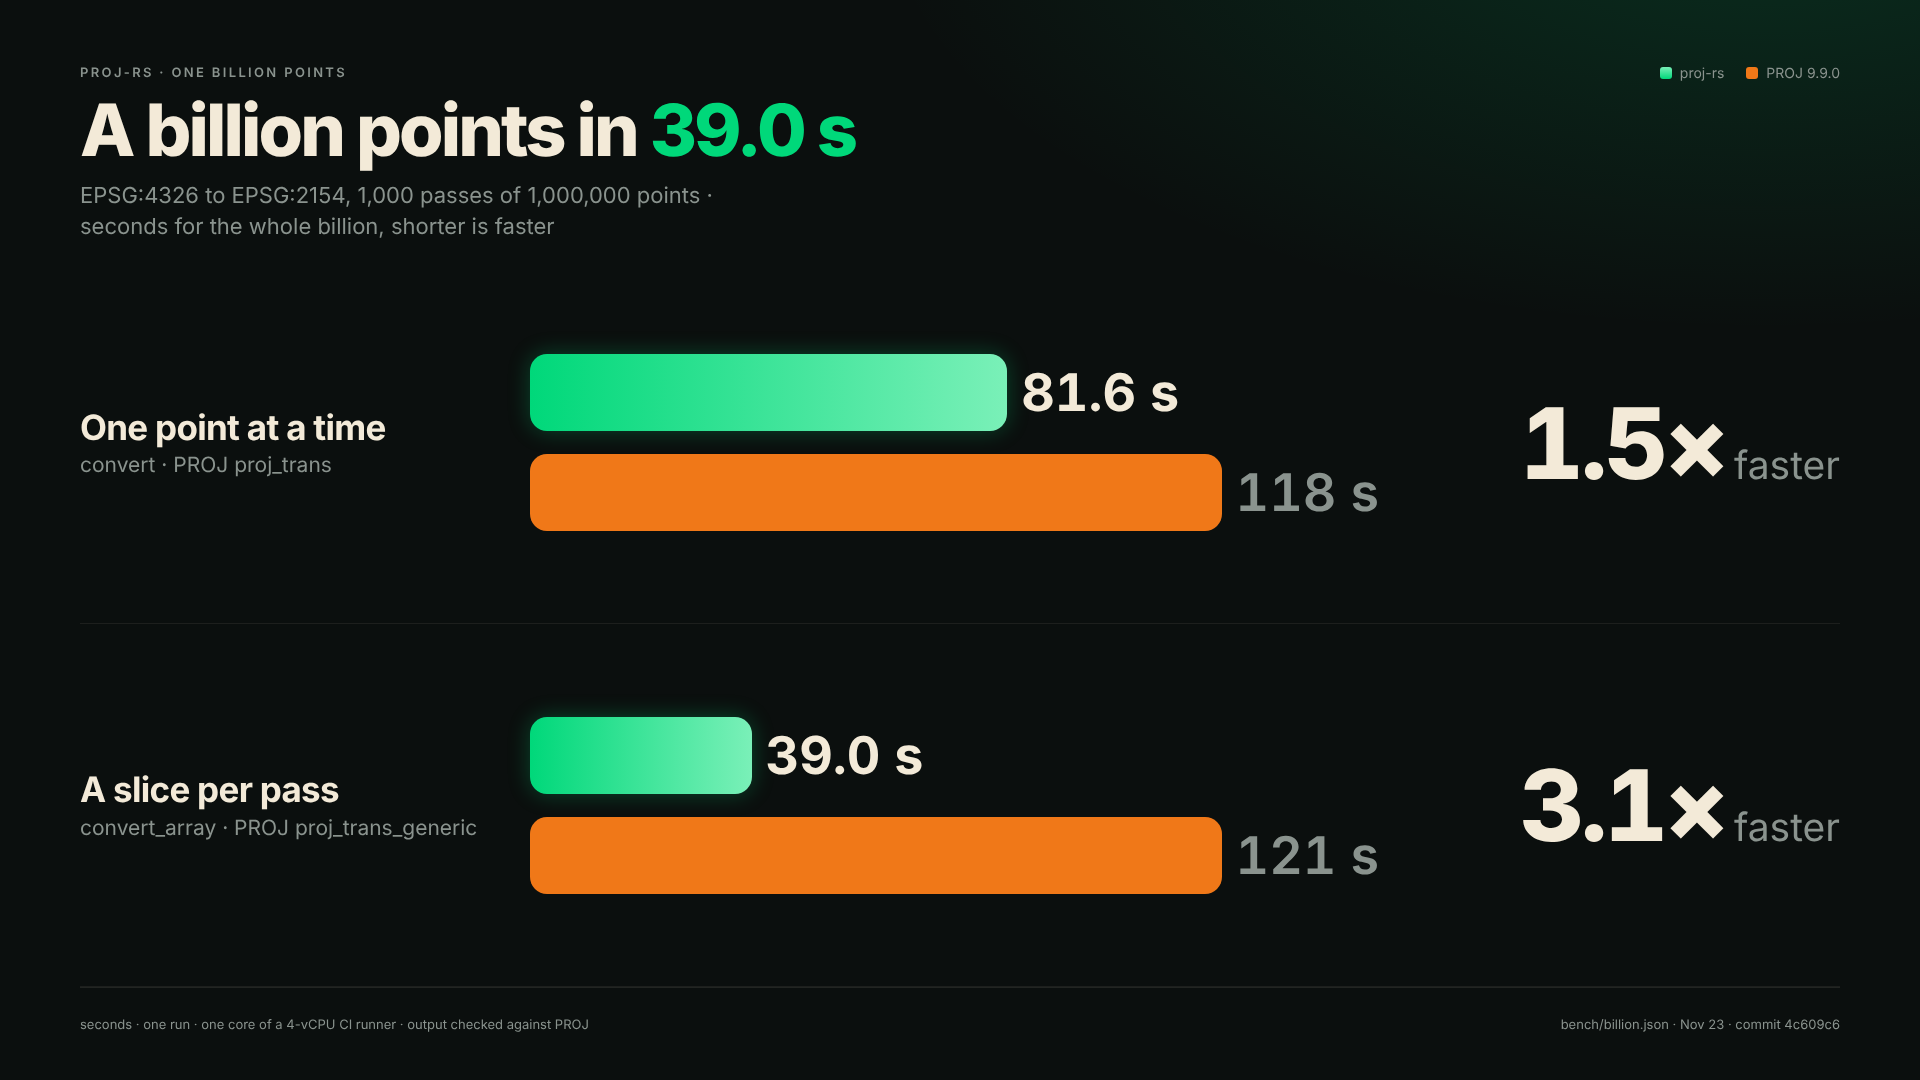 PROJ-RS · ONE BILLION POINTS
proj-rs
PROJ 9.9.0
A billion points in 39.0 s
EPSG:4326 to EPSG:2154, 1,000 passes of 1,000,000 points ·
seconds for the whole billion, shorter is faster
One point at a time
convert · PROJ proj_trans
81.6 s
118 s
1.5× faster
A slice per pass
convert_array · PROJ proj_trans_generic
39.0 s
121 s
3.1× faster
seconds · one run · one core of a 4-vCPU CI runner · output checked against PROJ
bench/billion.json · Nov 23 · commit 4c609c6